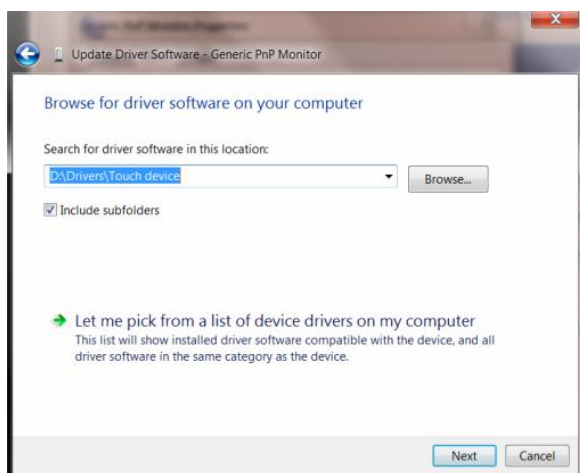 Update Driver Software - Generic PnP Monitor
Browse for driver software on your computer
Search for driver software in this location:
D:\Drivers\Touch device
Browse...
Include subfolders
Let me pick from a list of device drivers on my computer
This list will show installed driver software compatible with the device, and all
driver software in the same category as the device.
Next
Cancel